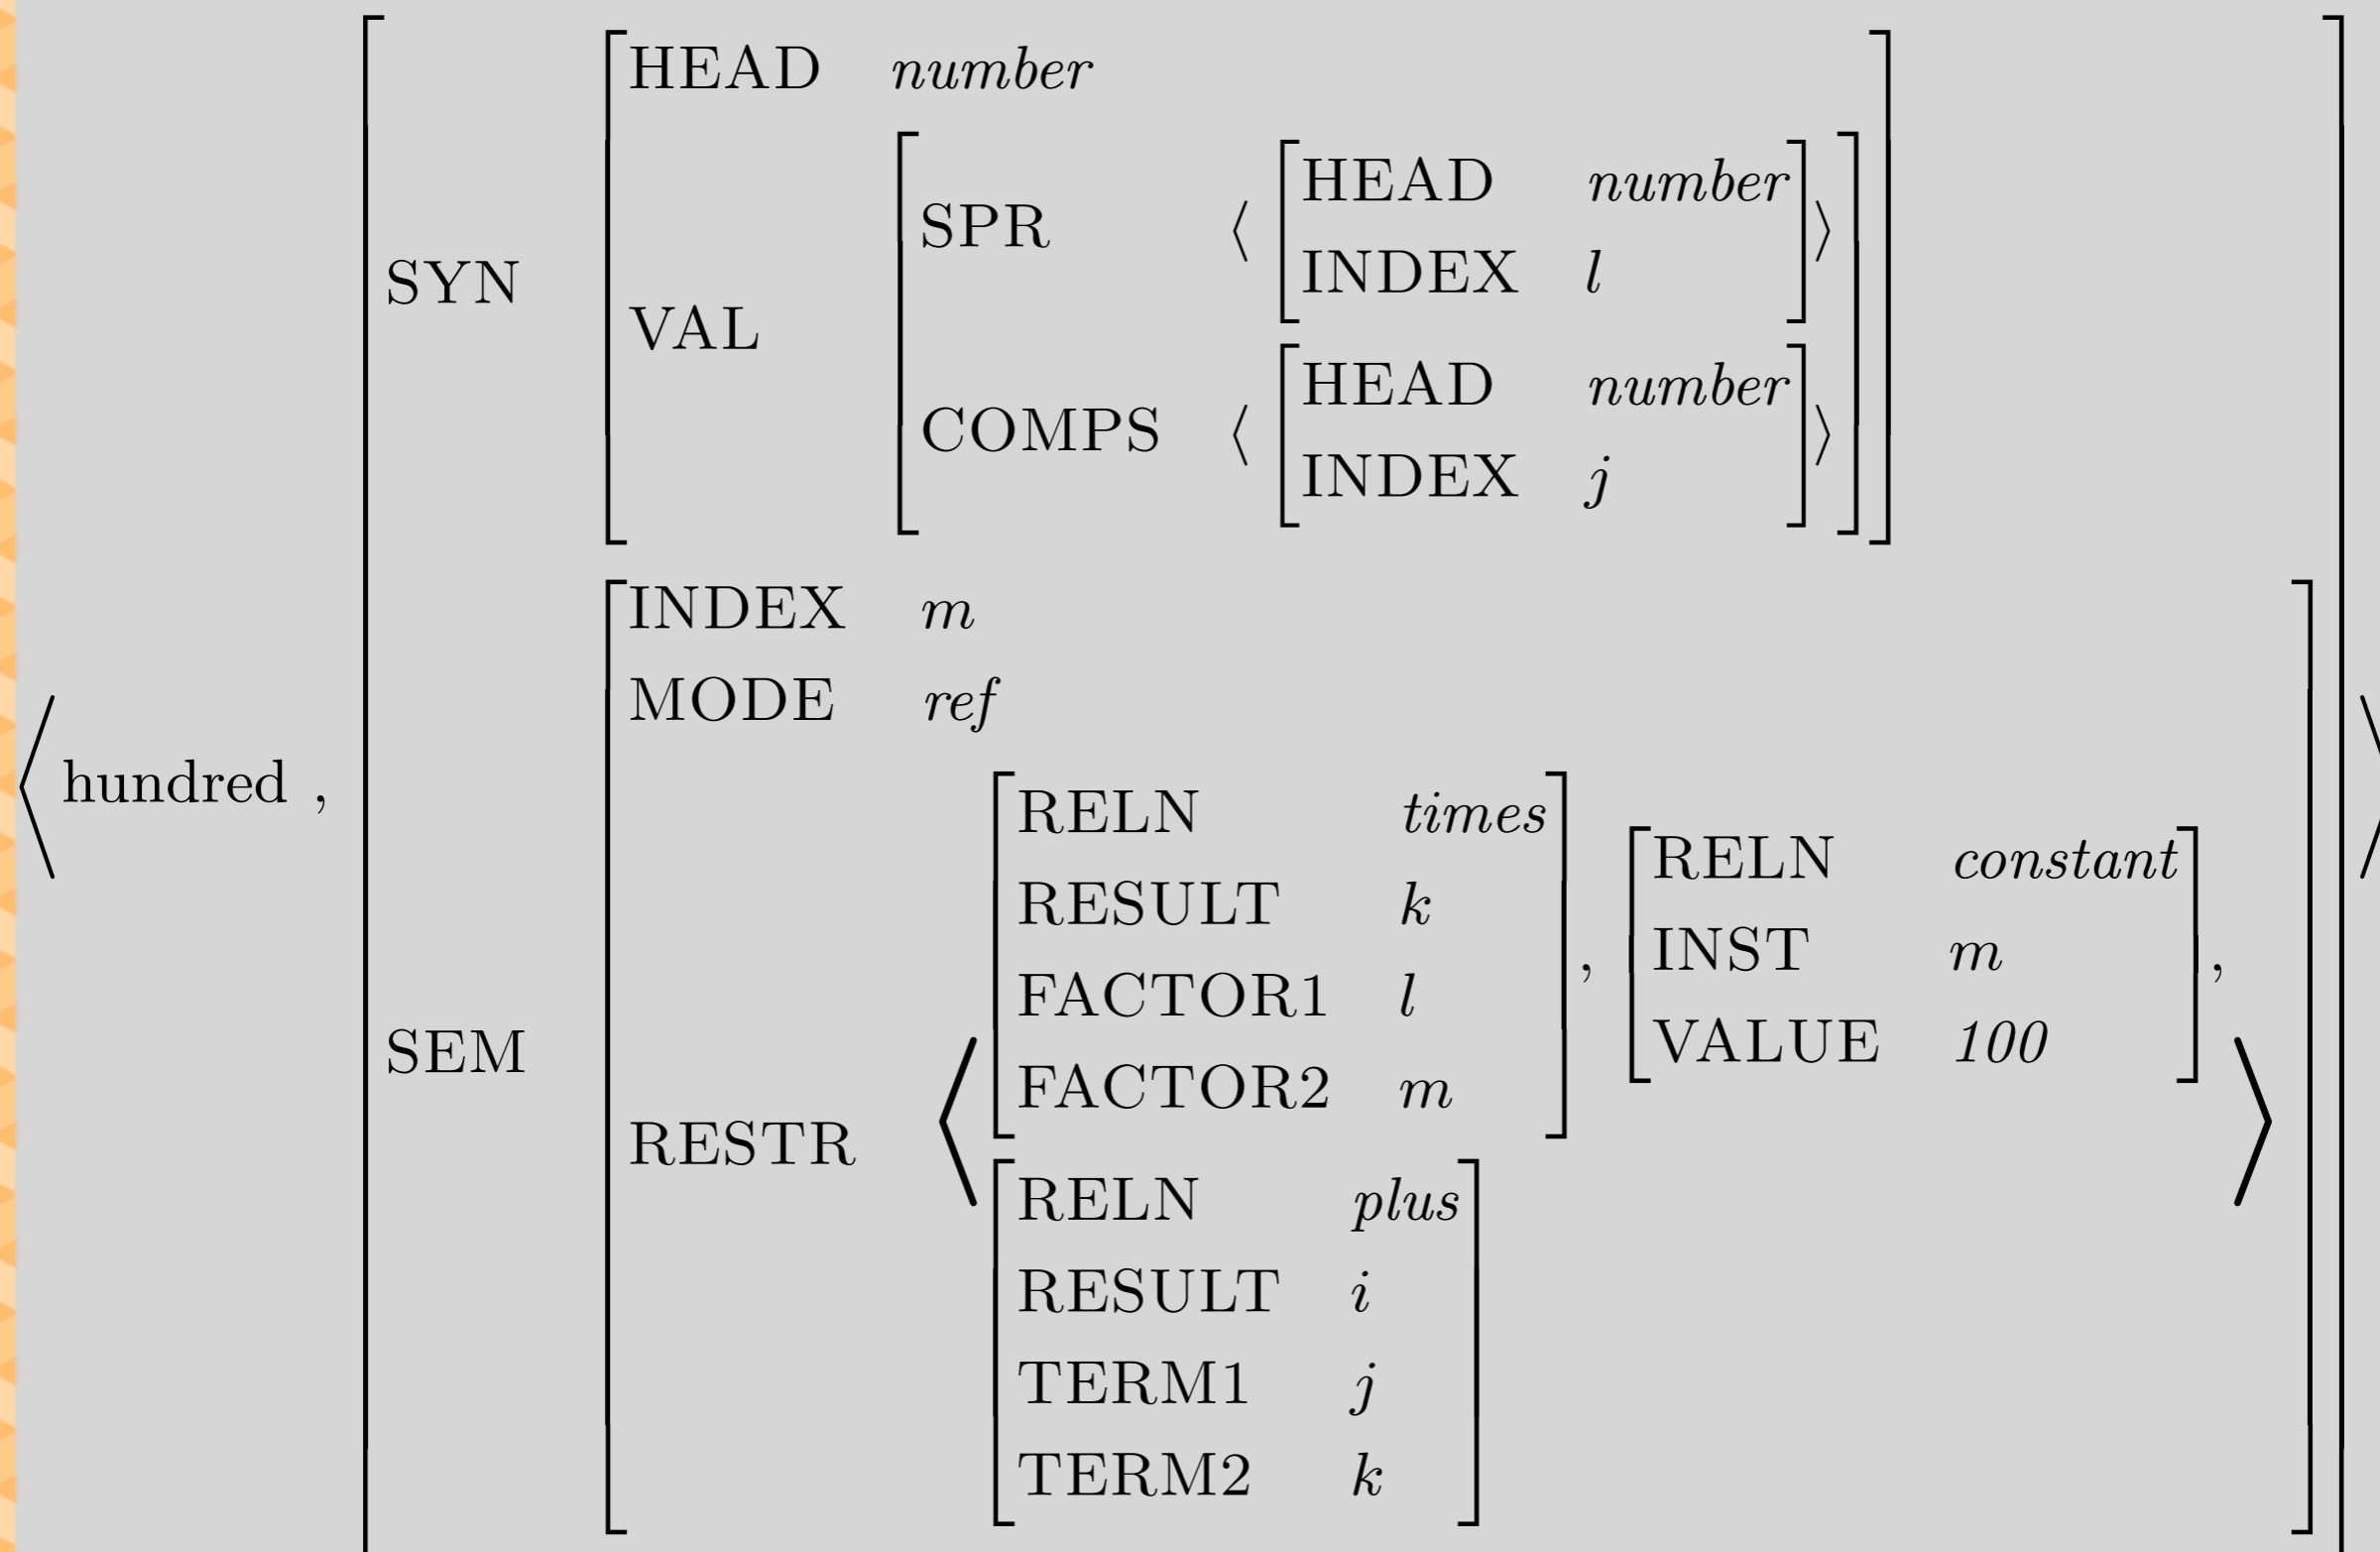 HEAD number
SPR ⟨ HEAD number
INDEX l ⟩
SYN
VAL
COMPS ⟨ HEAD number
INDEX j ⟩
INDEX m
MODE ref
⟨ hundred ,
RELN times
RESULT k
FACTOR1 l
FACTOR2 m ,
RELN constant
INST m
VALUE 100 ,
SEM
RESTR ⟨ ⟩
RELN plus
RESULT i
TERM1 j
TERM2 k
⟩